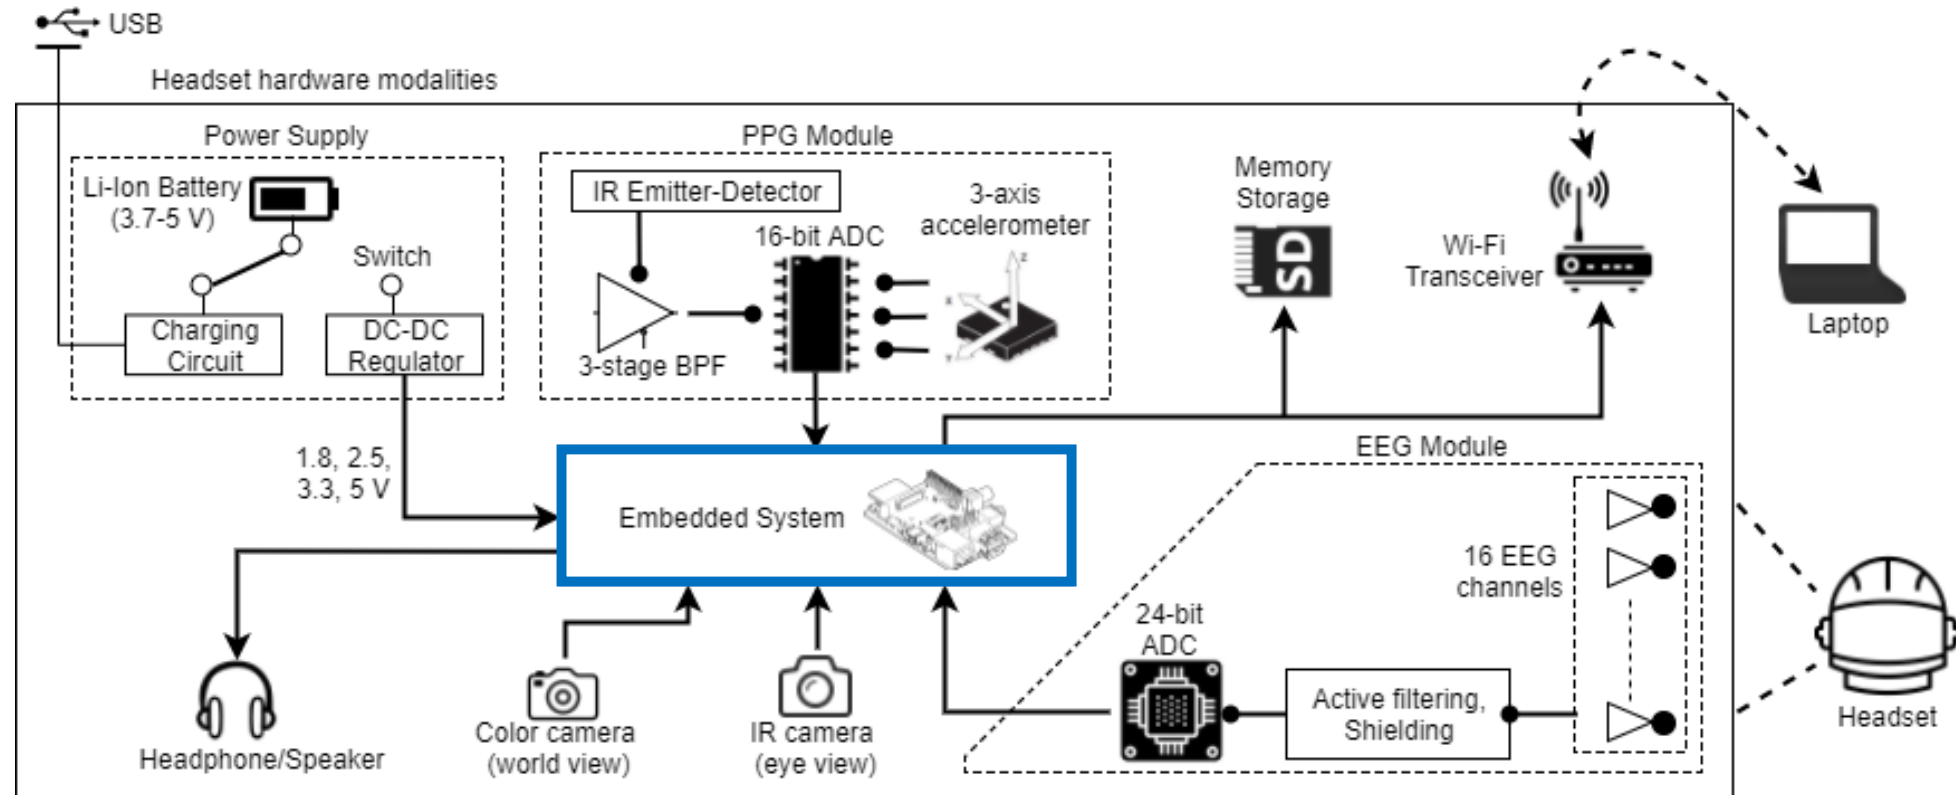 USB
Headset hardware modalities
Power Supply
Li-Ion Battery
(3.7-5 V)
Switch
Charging
Circuit
DC-DC
Regulator
1.8, 2.5,
3.3, 5 V
PPG Module
IR Emitter-Detector
16-bit ADC
3-axis
accelerometer
Z
X
Y
3-stage BPF
Memory
Storage
SD
Wi-Fi
Transceiver
Laptop
Embedded System
EEG Module
16 EEG
channels
24-bit
ADC
Active filtering,
Shielding
Headset
Headphone/Speaker
Color camera
(world view)
IR camera
(eye view)